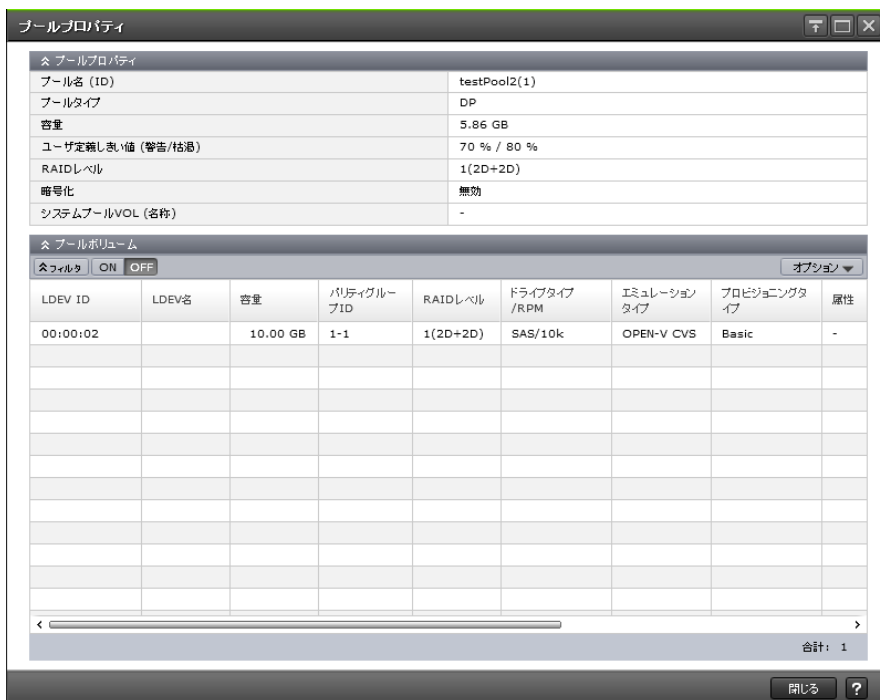 プールプロパティ
プールプロパティ
プール名 (ID) testPool2(1)
プールタイプ DP
容量 5.86 GB
ユーザ定義しきい値 (警告/枯渇) 70 % / 80 %
RAIDレベル 1(2D+2D)
暗号化 無効
システムプールVOL (名称) -
プールボリューム
フィルタ ON OFF オプション
LDEV ID LDEV名 容量 パリティグルー RAIDレベル ドライブタイプ エミュレーション プロビジョニングタ 属性
プID /RPM タイプ イプ
00:00:02 10.00 GB 1-1 1(2D+2D) SAS/10k OPEN-V CVS Basic -
合計: 1
閉じる ?